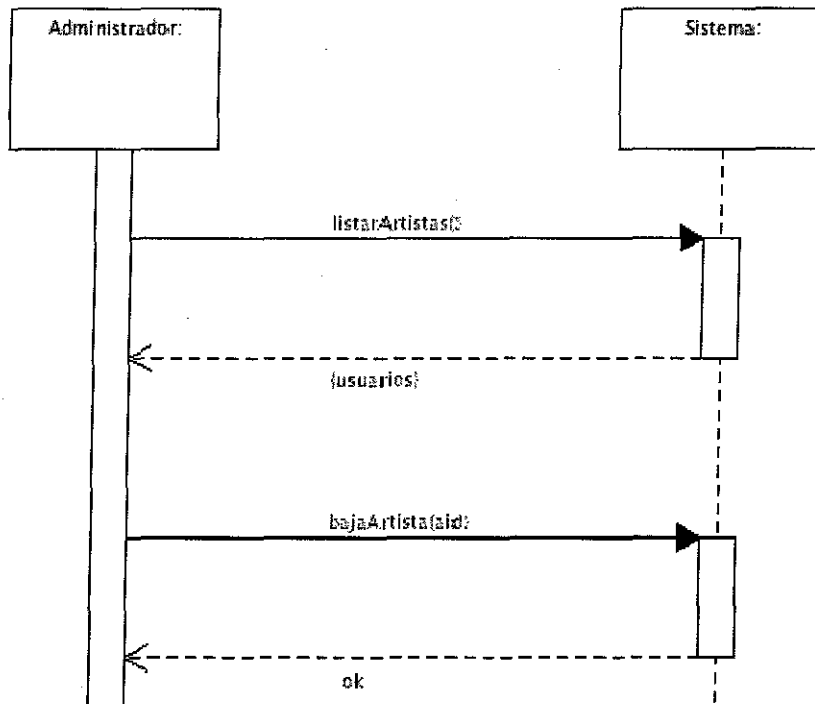 Administrador:
Sistema:
listarArtistas()
{usuarios}
bajaArtista(aid)
ok